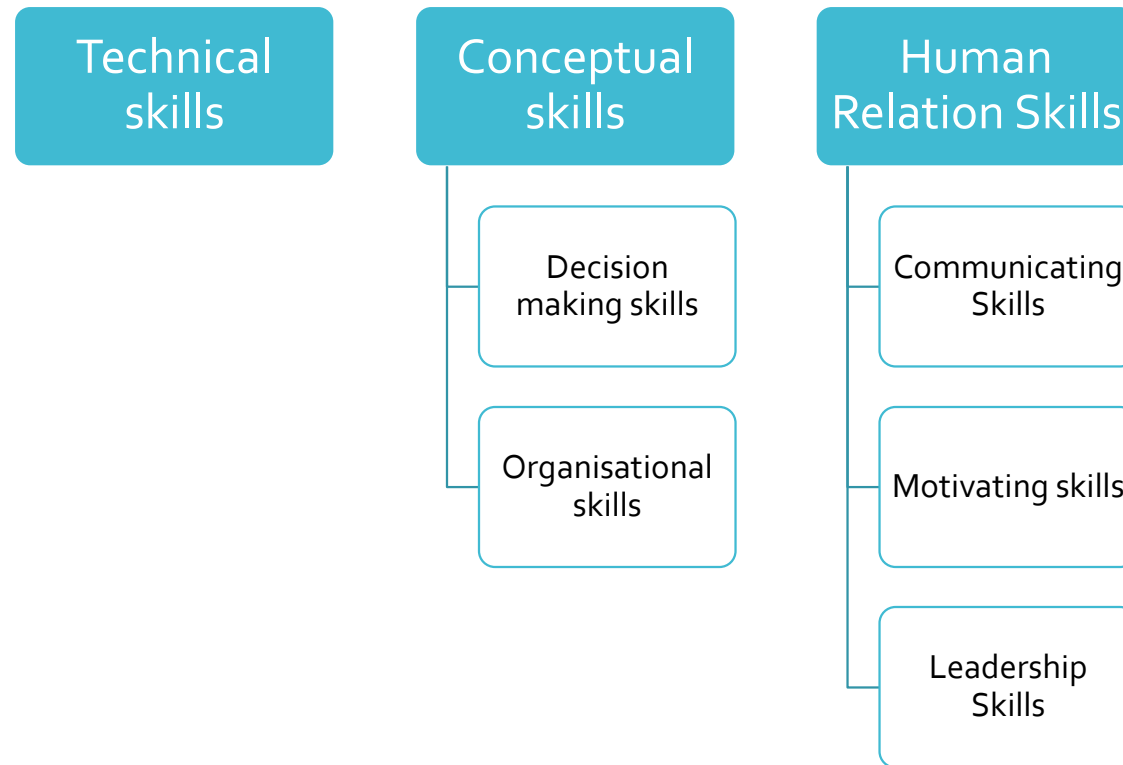 Technical
skills
Conceptual
skills
Decision
making skills
Organisational
skills
Human
Relation Skills
Communicating
Skills
Motivating skills
Leadership
Skills